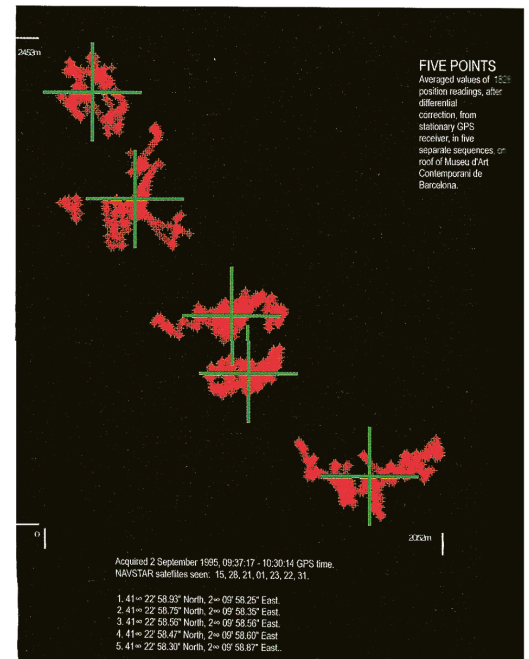 2453m
FIVE POINTS
Averaged values of 1828
position readings, after
differential
correction, from
stationary GPS
receiver, in five
separate sequences, on
roof of Museu d'Art
Contemporani de
Barcelona.
0
2052m
Acquired 2 September 1995, 09:37:17 - 10:30:14 GPS time.
NAVSTAR satellites seen: 15, 28, 21, 01, 23, 22, 31.
1. 41∞ 22' 58.93" North, 2∞ 09' 58.25" East.
2. 41∞ 22' 58.75" North, 2∞ 09' 58.35" East.
3. 41∞ 22' 58.56" North, 2∞ 09' 58.56" East.
4. 41∞ 22' 58.47" North, 2∞ 09' 58.60" East
5. 41∞ 22' 58.30" North, 2∞ 09' 58.87" East..